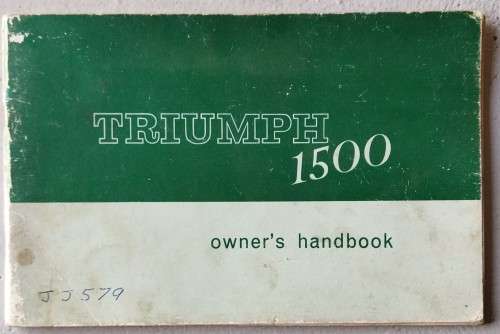 TRIUMPH
1500
owner's handbook
JJ579